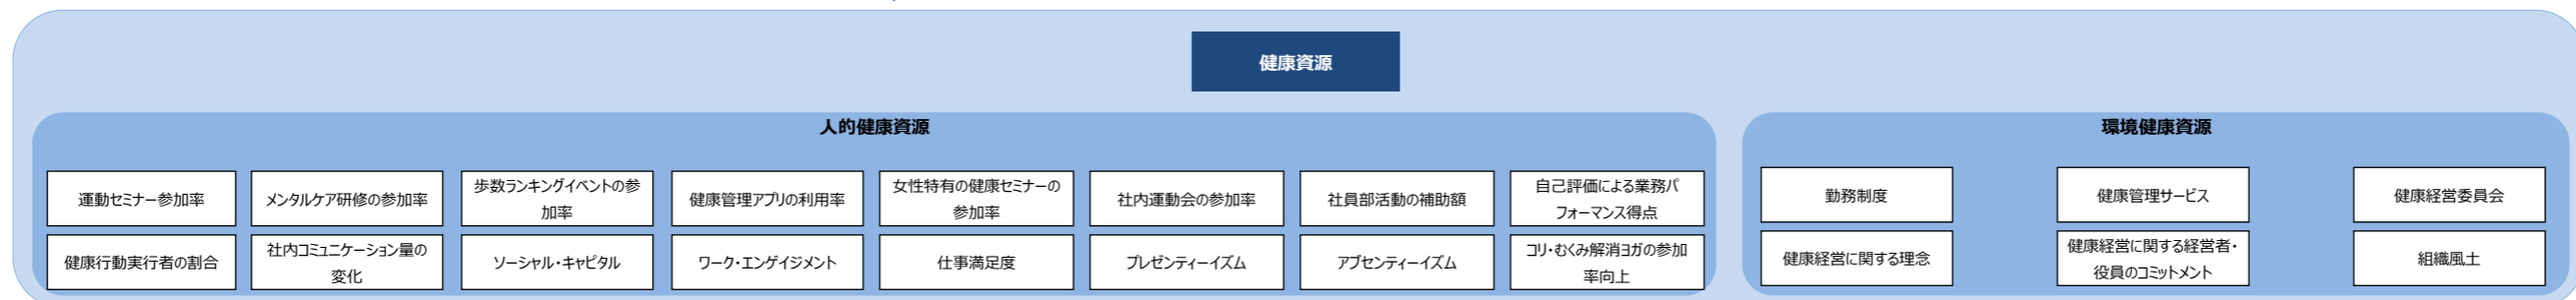 健康資源
人的健康資源
運動セミナー参加率
メンタルケア研修の参加率
歩数ランキングイベントの参
加率
健康管理アプリの利用率
女性特有の健康セミナーの
参加率
社内運動会の参加率
社員部活動の補助額
自己評価による業務パ
フォーマンス得点
健康行動実行者の割合
社内コミュニケーション量の
変化
ソーシャル・キャピタル
ワーク・エンゲイジメント
仕事満足度
プレゼンティーイズム
アブセンティーイズム
コリ・むくみ解消ヨガの参加
率向上
環境健康資源
勤務制度
健康管理サービス
健康経営委員会
健康経営に関する理念
健康経営に関する経営者・
役員のコミットメント
組織風土